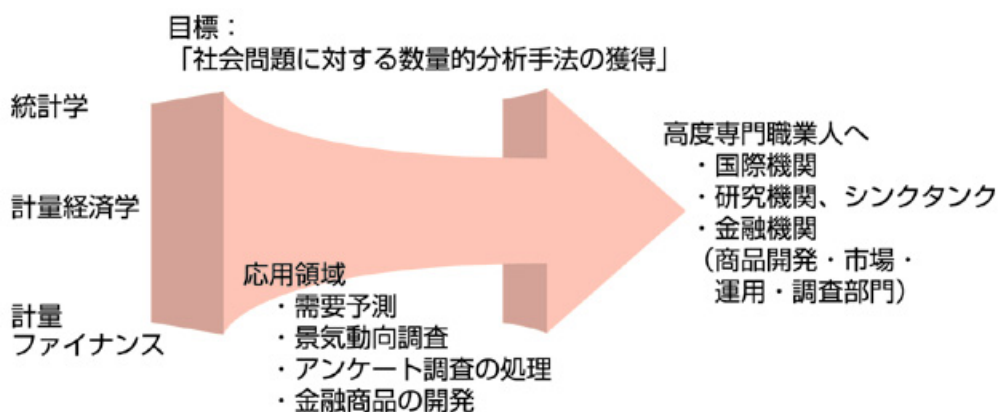 目標：
「社会問題に対する数量的分析手法の獲得」
統計学
計量経済学
計量
ファイナンス
応用領域
・需要予測
・景気動向調査
・アンケート調査の処理
・金融商品の開発
高度専門職業人へ
・国際機関
・研究機関、シンクタンク
・金融機関
（商品開発・市場・
運用・調査部門）